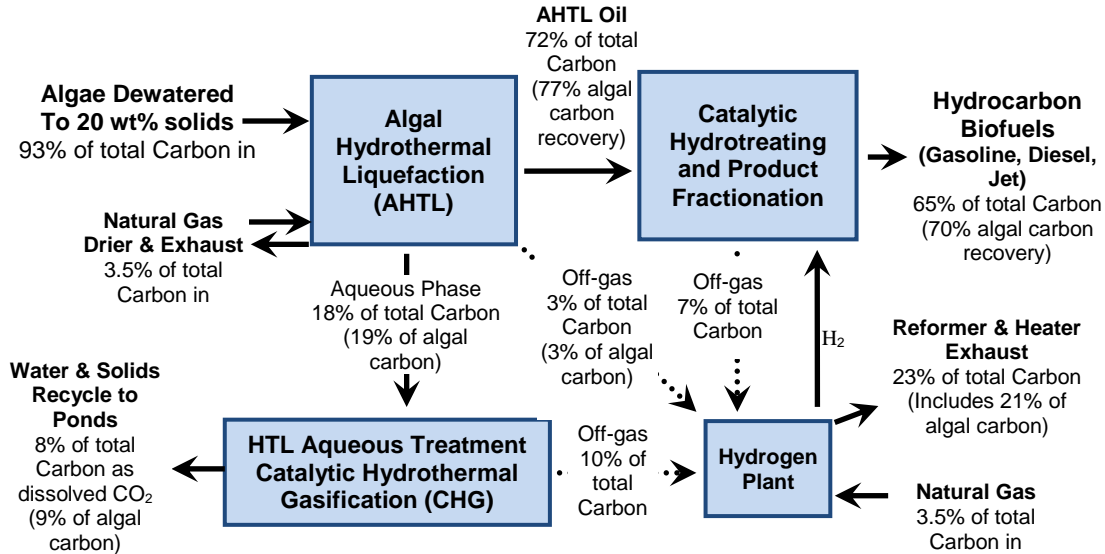 Algae Dewatered
To 20 wt% solids
93% of total Carbon in
Natural Gas
Drier & Exhaust
3.5% of total
Carbon in
Algal
Hydrothermal
Liquefaction
(AHTL)
AHTL Oil
72% of total
Carbon
(77% algal
carbon
recovery)
Catalytic
Hydrotreating
and Product
Fractionation
Hydrocarbon
Biofuels
(Gasoline, Diesel,
Jet)
65% of total Carbon
(70% algal carbon
recovery)
Aqueous Phase
18% of total Carbon
(19% of algal
carbon)
Off-gas
3% of total
Carbon
(3% of algal
carbon)
Off-gas
7% of total
Carbon
H₂
Reformer & Heater
Exhaust
23% of total Carbon
(Includes 21% of
algal carbon)
Water & Solids
Recycle to
Ponds
8% of total
Carbon as
dissolved CO₂
(9% of algal
carbon)
HTL Aqueous Treatment
Catalytic Hydrothermal
Gasification (CHG)
Off-gas
10% of
total
Carbon
Hydrogen
Plant
Natural Gas
3.5% of total
Carbon in